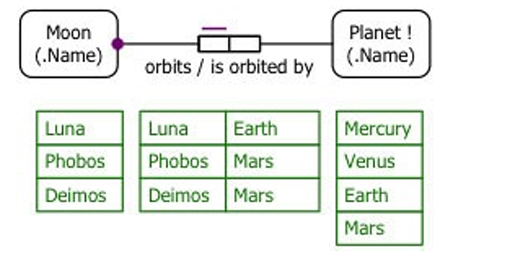 Moon
(.Name)
Planet !
(.Name)
orbits / is orbited by
Luna
Phobos
Deimos
Luna Earth
Phobos Mars
Deimos Mars
Mercury
Venus
Earth
Mars